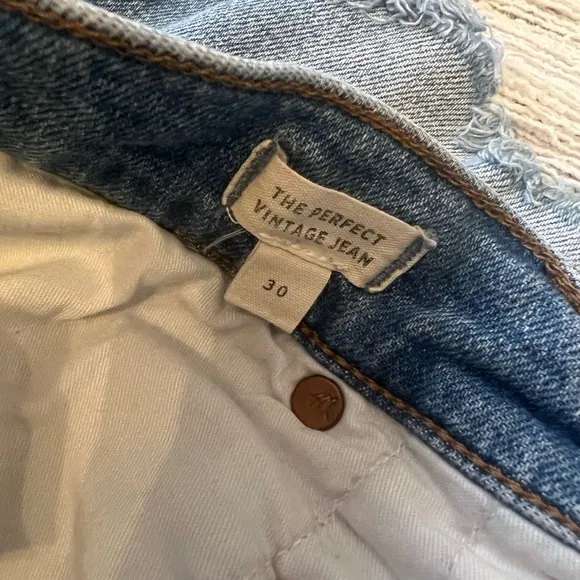 THE PERFECT
VINTAGE JEAN
30